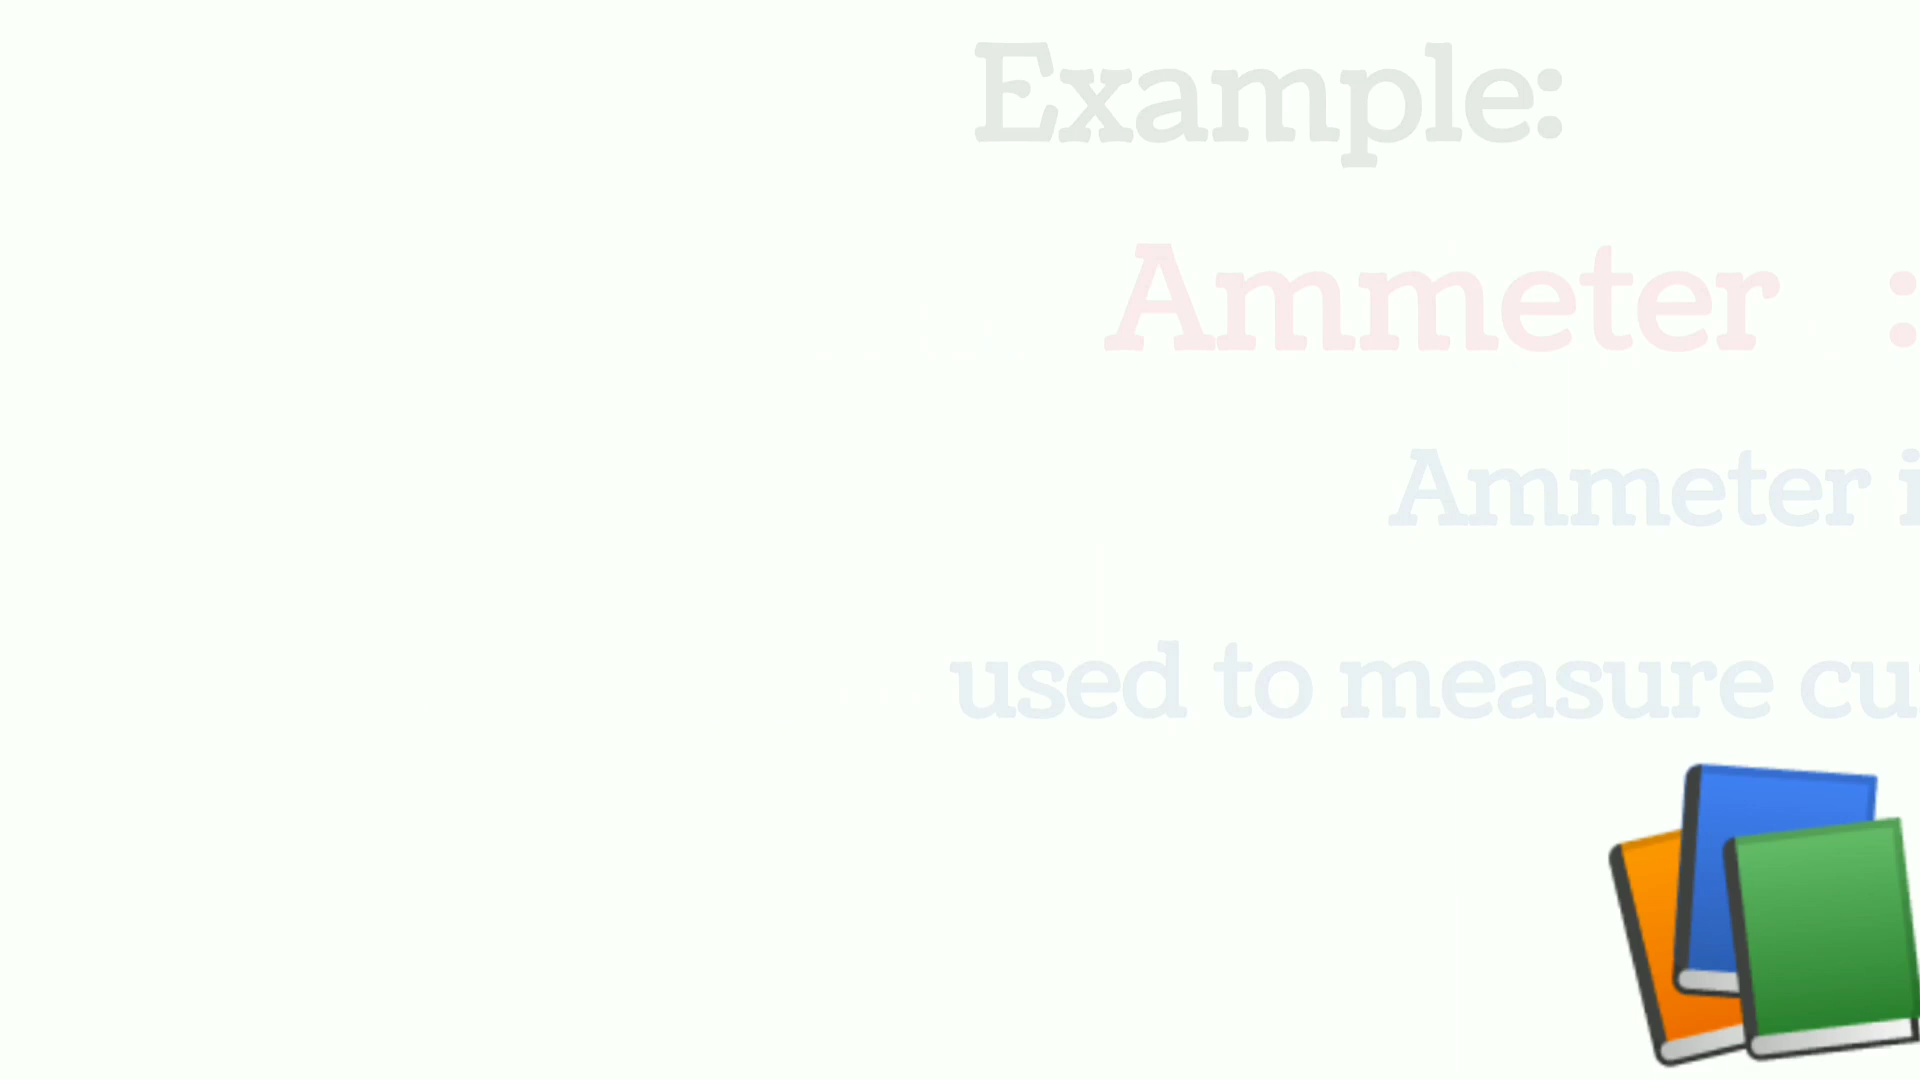 Example:
Ammeter :
Ammeter
used to measure